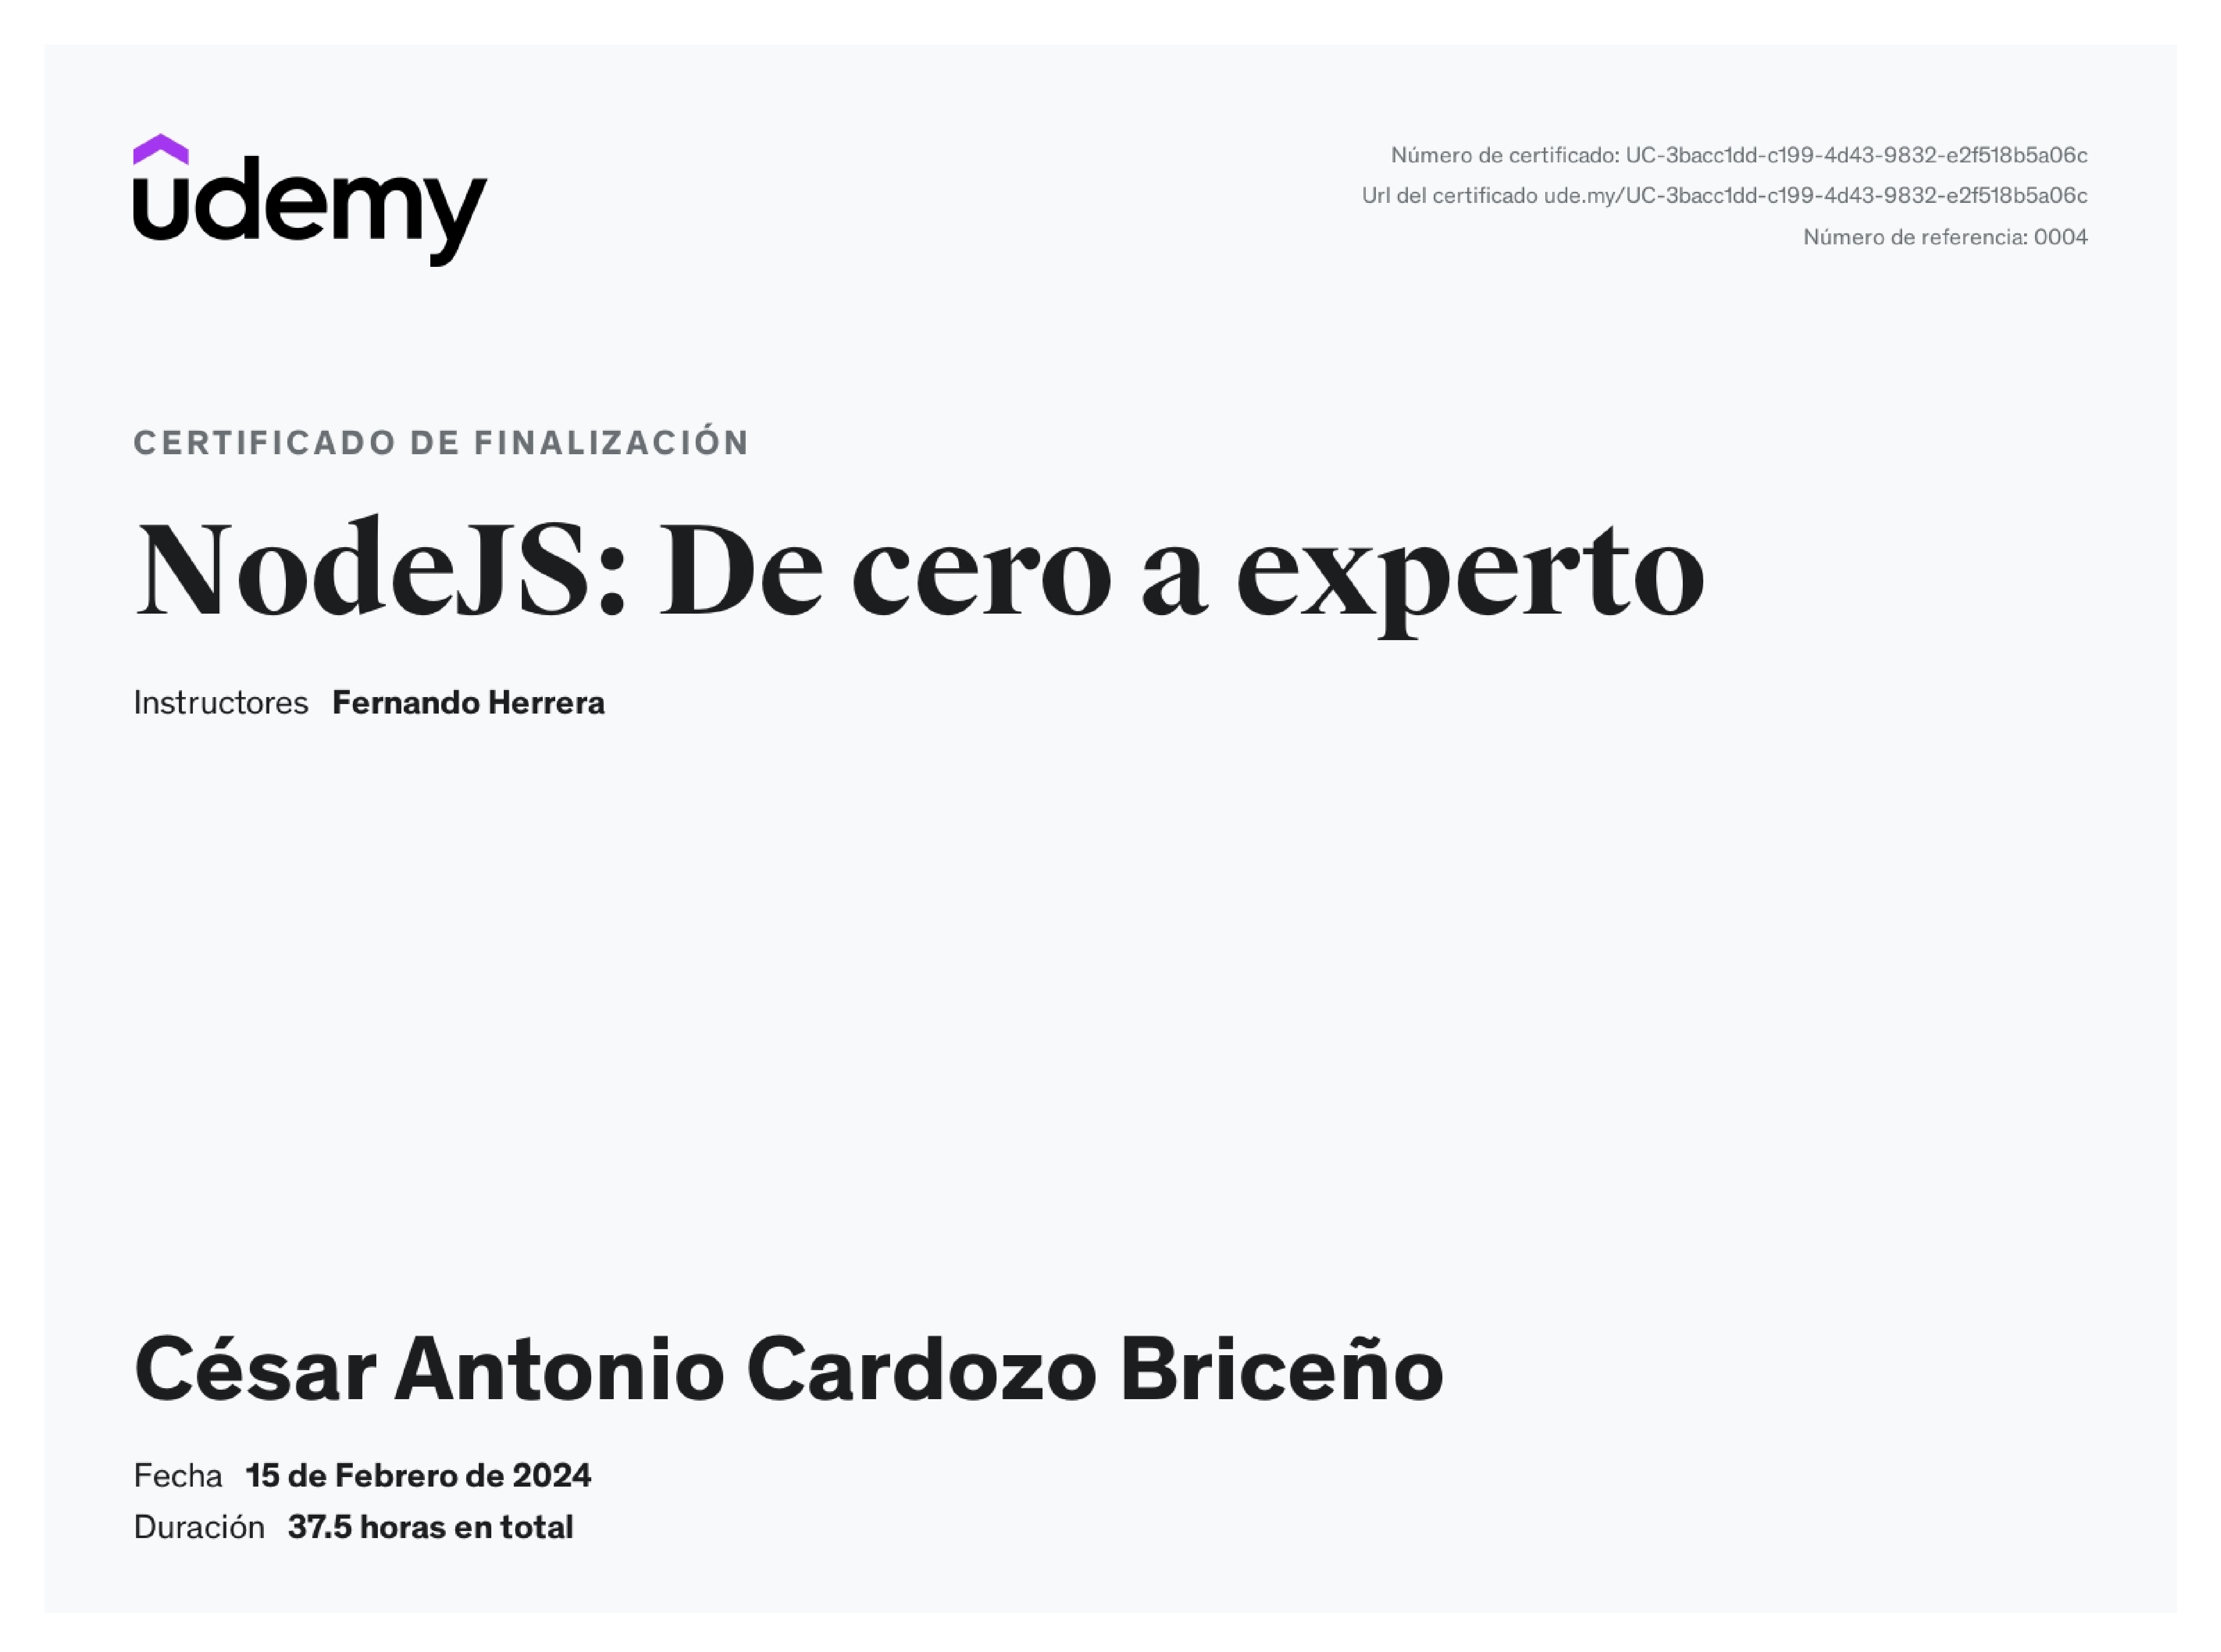 udemy
Número de certificado: UC-3bacc1dd-c199-4d43-9832-e2f518b5a06c
Url del certificado ude.my/UC-3bacc1dd-c199-4d43-9832-e2f518b5a06c
Número de referencia: 0004
CERTIFICADO DE FINALIZACIÓN
NodeJS: De cero a experto
Instructores Fernando Herrera
César Antonio Cardozo Briceño
Fecha 15 de Febrero de 2024
Duración 37.5 horas en total